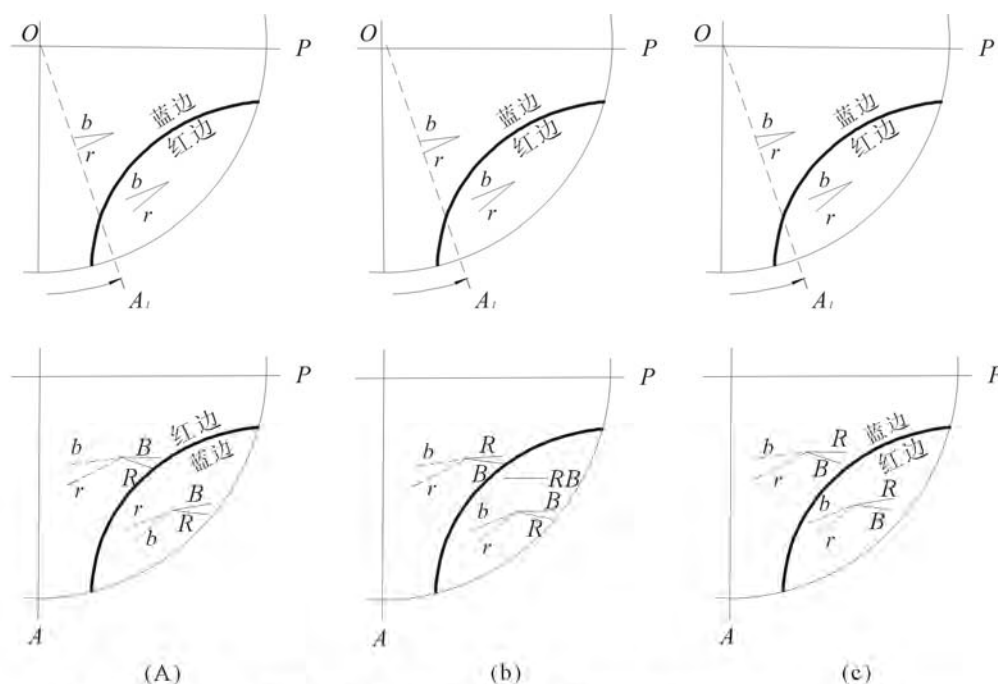 O P O P O P
b 蓝边 b 蓝边 b 蓝边
r 红边 r 红边 r 红边
b b b
r r r
A₁ A₁ A₁
P P P
红边 蓝边
b B 蓝边 b R b R 红边
r R r B RB r B
r B b B b R
b R r R r B
A A A
(A) (b) (c)